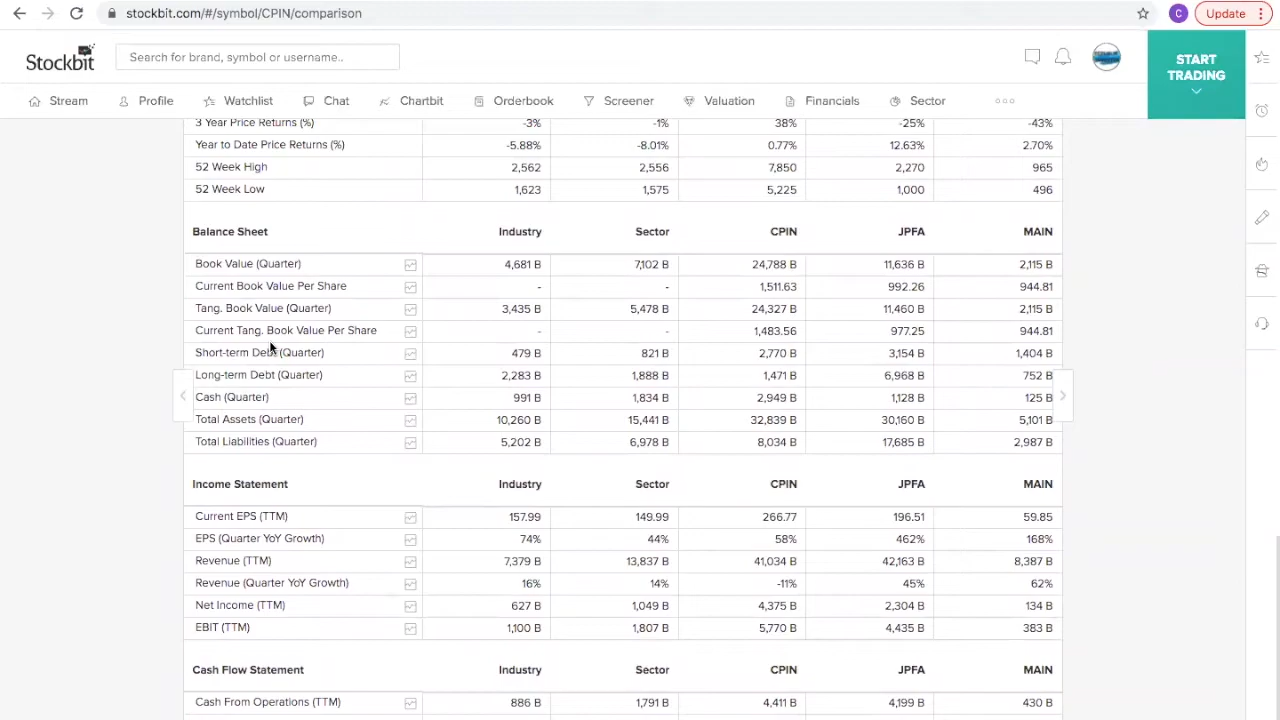 stockbit.com/#/symbol/CPIN/comparison
C
Update
Stockbit
Search for brand, symbol or username..
START
TRADING
Stream Profile Watchlist Chat Chartbit Orderbook Screener Valuation Financials Sector
3 Year Price Returns (%) -3% -1% 38% -25% -43%
Year to Date Price Returns (%) -5.88% -8.01% 0.77% 12.63% 2.70%
52 Week High 2,562 2,556 7,850 2,270 965
52 Week Low 1,623 1,575 5,225 1,000 496
Balance Sheet Industry Sector CPIN JPFA MAIN
Book Value (Quarter) 4,681 B 7,102 B 24,788 B 11,636 B 2,115 B
Current Book Value Per Share - - 1,511.63 992.26 944.81
Tang. Book Value (Quarter) 3,435 B 5,478 B 24,327 B 11,460 B 2,115 B
Current Tang. Book Value Per Share - - 1,483.56 977.25 944.81
Short-term Debt (Quarter) 479 B 821 B 2,770 B 3,154 B 1,404 B
Long-term Debt (Quarter) 2,283 B 1,888 B 1,471 B 6,968 B 752 B
Cash (Quarter) 991 B 1,834 B 2,949 B 1,128 B 125 B
Total Assets (Quarter) 10,260 B 15,441 B 32,839 B 30,160 B 5,101 B
Total Liabilities (Quarter) 5,202 B 6,978 B 8,034 B 17,685 B 2,987 B
Income Statement Industry Sector CPIN JPFA MAIN
Current EPS (TTM) 157.99 149.99 266.77 196.51 59.85
EPS (Quarter YoY Growth) 74% 44% 58% 462% 168%
Revenue (TTM) 7,379 B 13,837 B 41,034 B 42,163 B 8,387 B
Revenue (Quarter YoY Growth) 16% 14% -11% 45% 62%
Net Income (TTM) 627 B 1,049 B 4,375 B 2,304 B 134 B
EBIT (TTM) 1,100 B 1,807 B 5,770 B 4,435 B 383 B
Cash Flow Statement Industry Sector CPIN JPFA MAIN
Cash From Operations (TTM) 886 B 1,791 B 4,411 B 4,199 B 430 B